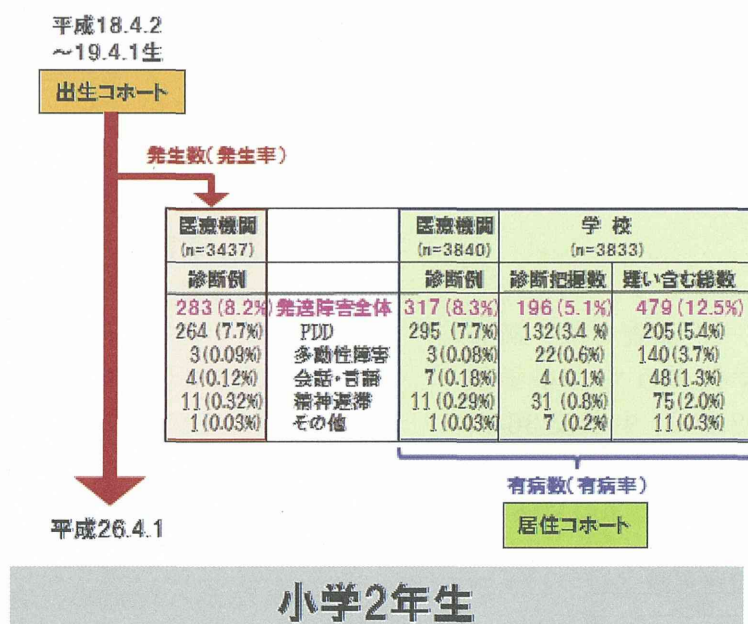 平成18.4.2
～19.4.1生
出生コホート
発生数(発生率)
医療機関 医療機関 学校
(n=3437) (n=3840) (n=3833)
診断例 診断例 診断把握数 疑い含む総数
283 (8.2%) 発達障害全体 317 (8.3%) 196 (5.1%) 479 (12.5%)
264 (7.7%) PDD 295 (7.7%) 132(3.4 %) 205(5.4%)
3(0.09%) 多動性障害 3(0.08%) 22(0.6%) 140(3.7%)
4(0.12%) 会話・言語 7(0.18%) 4 (0.1%) 48(1.3%)
11(0.32%) 精神遅滞 11(0.29%) 31 (0.8%) 75(2.0%)
1(0.03%) その他 1(0.03%) 7 (0.2%) 11(0.3%)
有病数(有病率)
平成26.4.1
居住コホート
小学2年生